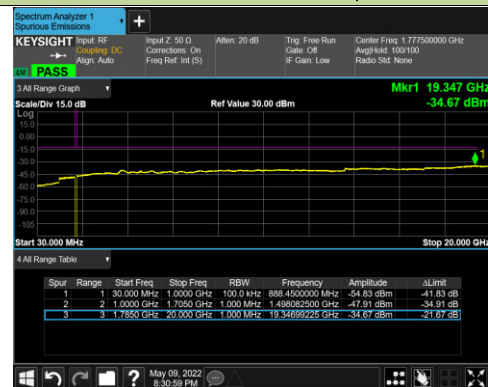 Spectrum Analyzer 1
Spurious Emissions
+
KEYSIGHT Input: RF Input Z: 50 Ω Atten: 20 dB Trig: Free Run Center Freq: 1.777500000 GHz
Coupling: DC Corrections: On Gate: Off Avg|Hold: 100/100
Align: Auto Freq Ref: Int (S) IF Gain: Low Radio Std: None
LXI PASS
3 All Range Graph
Mkr1 19.347 GHz
Scale/Div 15.0 dB Ref Value 30.00 dBm -34.67 dBm
Log
15.0
0.00
-15.0
-30.0
-45.0
-60.0
-75.0
-90.0
-105
1
Start 30.000 MHz Stop 20.000 GHz
4 All Range Table
Spur Range Start Freq Stop Freq RBW Frequency Amplitude ΔLimit
1 1 30.000 MHz 1.0000 GHz 100.0 kHz 888.4500000 MHz -54.83 dBm -41.83 dB
2 2 1.0000 GHz 1.7050 GHz 1.000 MHz 1.498082500 GHz -47.91 dBm -34.91 dB
3 3 1.7850 GHz 20.000 GHz 1.000 MHz 19.34699225 GHz -34.67 dBm -21.67 dB
? May 09, 2022
8:30:59 PM